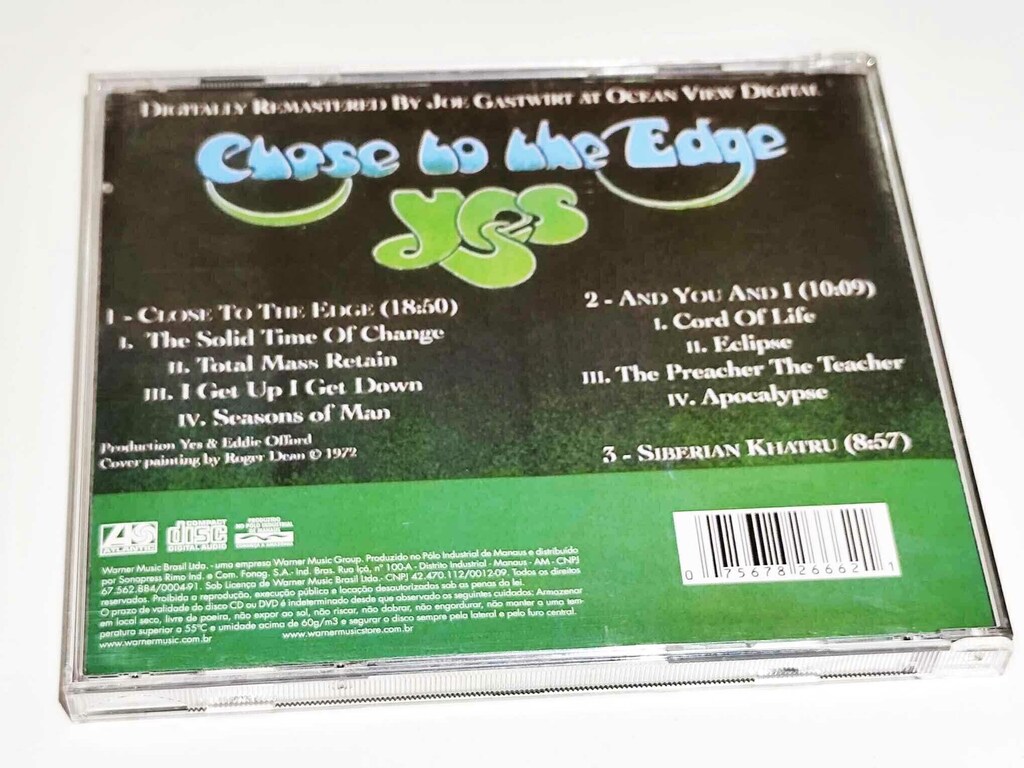 DIGITALLY REMASTERED BY JOE GASTWIRT AT OCEAN VIEW DIGITAL
Close to the Edge
yes
1 - CLOSE TO THE EDGE (18:50)
I. The Solid Time Of Change
II. Total Mass Retain
III. I Get Up I Get Down
IV. Seasons of Man
Production Yes & Eddie Offord
Cover painting by Roger Dean © 1972
2 - AND YOU AND I (10:09)
I. Cord Of Life
II. Eclipse
III. The Preacher The Teacher
IV. Apocalypse
3 - SIBERIAN KHATRU (8:57)
ATLANTIC
COMPACT
disc
DIGITAL AUDIO
PRODUZIDO
NO PÓLO INDUSTRIAL
DE MANAUS
Warner Music Brasil Ltda. - uma empresa Warner Music Group. Produzido no Pólo Industrial de Manaus e distribuido
por Sonopress Rimo Ind. e Com. Fonog. S.A.- Ind. Bras. Rua Içá, n° 100-A - Distrito Industrial - Manaus - AM - CNPJ
67.562.884/0004-91. Sob Licença de Warner Music Brasil Ltda. - CNPJ 42.470.112/0012-09. Todos os direitos
reservados. Proibida a reprodução, execução pública e locação desautorizadas sob as penas da lei.
O prazo de validade do disco CD ou DVD é indeterminado desde que observado os seguintes cuidados: Armazenar
em local seco, livre de poeira, não expor ao sol, não riscar, não dobrar, não engordurar, não manter a uma tem-
peratura superior a 55°C e umidade acima de 60g/m3 e segurar o disco sempre pela lateral e pelo furo central.
www.warnermusic.com.br www.warnermusicstore.com.br
0 75678 26662 1